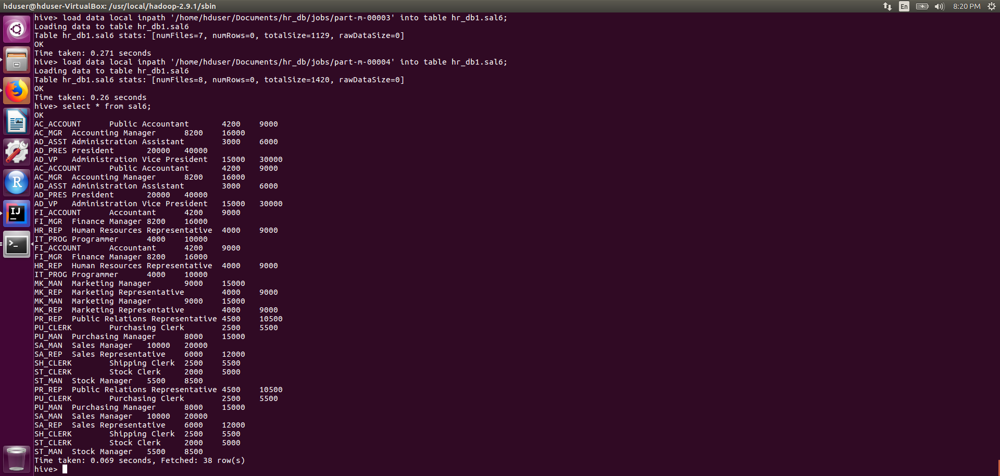 hduser@hduser-VirtualBox: /usr/local/hadoop-2.9.1/sbin
En
8:20 PM
hive> load data local inpath '/home/hduser/Documents/hr_db/jobs/part-m-00003' into table hr_db1.sal6;
Loading data to table hr_db1.sal6
Table hr_db1.sal6 stats: [numFiles=7, numRows=0, totalSize=1129, rawDataSize=0]
OK
Time taken: 0.271 seconds
hive> load data local inpath '/home/hduser/Documents/hr_db/jobs/part-m-00004' into table hr_db1.sal6;
Loading data to table hr_db1.sal6
Table hr_db1.sal6 stats: [numFiles=8, numRows=0, totalSize=1420, rawDataSize=0]
OK
Time taken: 0.26 seconds
hive> select * from sal6;
OK
AC_ACCOUNT Public Accountant 4200 9000
AC_MGR Accounting Manager 8200 16000
AD_ASST Administration Assistant 3000 6000
AD_PRES President 20000 40000
AD_VP Administration Vice President 15000 30000
AC_ACCOUNT Public Accountant 4200 9000
AC_MGR Accounting Manager 8200 16000
AD_ASST Administration Assistant 3000 6000
AD_PRES President 20000 40000
AD_VP Administration Vice President 15000 30000
FI_ACCOUNT Accountant 4200 9000
FI_MGR Finance Manager 8200 16000
HR_REP Human Resources Representative 4000 9000
IT_PROG Programmer 4000 10000
FI_ACCOUNT Accountant 4200 9000
FI_MGR Finance Manager 8200 16000
HR_REP Human Resources Representative 4000 9000
IT_PROG Programmer 4000 10000
MK_MAN Marketing Manager 9000 15000
MK_REP Marketing Representative 4000 9000
MK_MAN Marketing Manager 9000 15000
MK_REP Marketing Representative 4000 9000
PR_REP Public Relations Representative 4500 10500
PU_CLERK Purchasing Clerk 2500 5500
PU_MAN Purchasing Manager 8000 15000
SA_MAN Sales Manager 10000 20000
SA_REP Sales Representative 6000 12000
SH_CLERK Shipping Clerk 2500 5500
ST_CLERK Stock Clerk 2000 5000
ST_MAN Stock Manager 5500 8500
PR_REP Public Relations Representative 4500 10500
PU_CLERK Purchasing Clerk 2500 5500
PU_MAN Purchasing Manager 8000 15000
SA_MAN Sales Manager 10000 20000
SA_REP Sales Representative 6000 12000
SH_CLERK Shipping Clerk 2500 5500
ST_CLERK Stock Clerk 2000 5000
ST_MAN Stock Manager 5500 8500
Time taken: 0.069 seconds, Fetched: 38 row(s)
hive>
R
IJ
>_